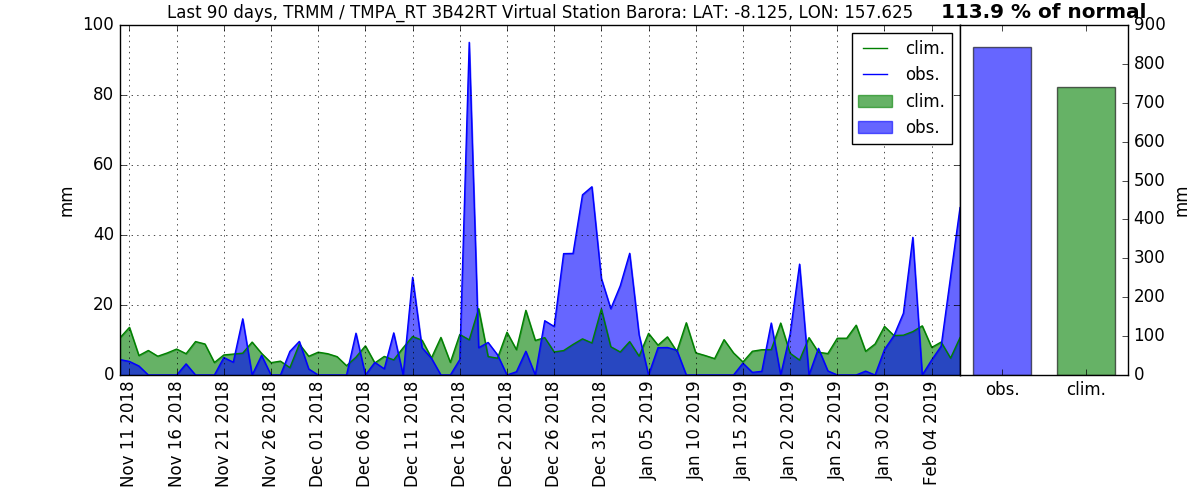 Last 90 days, TRMM / TMPA_RT 3B42RT Virtual Station Barora: LAT: -8.125, LON: 157.625
113.9 % of normal
mm
100
80
60
40
20
0
clim.
obs.
clim.
obs.
900
800
700
600
500
400
300
200
100
0
mm
obs.
clim.
Nov 11 2018
Nov 16 2018
Nov 21 2018
Nov 26 2018
Dec 01 2018
Dec 06 2018
Dec 11 2018
Dec 16 2018
Dec 21 2018
Dec 26 2018
Dec 31 2018
Jan 05 2019
Jan 10 2019
Jan 15 2019
Jan 20 2019
Jan 25 2019
Jan 30 2019
Feb 04 2019